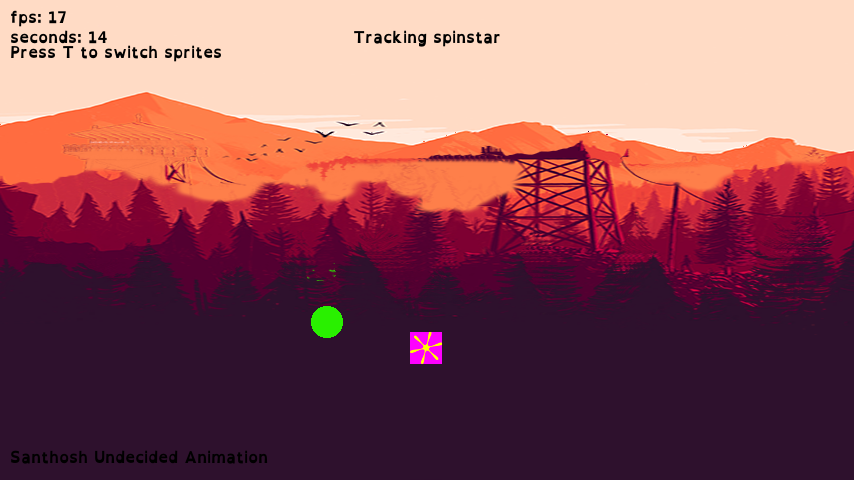 fps: 17
seconds: 14
Press T to switch sprites
Tracking spinstar
Santhosh Undecided Animation